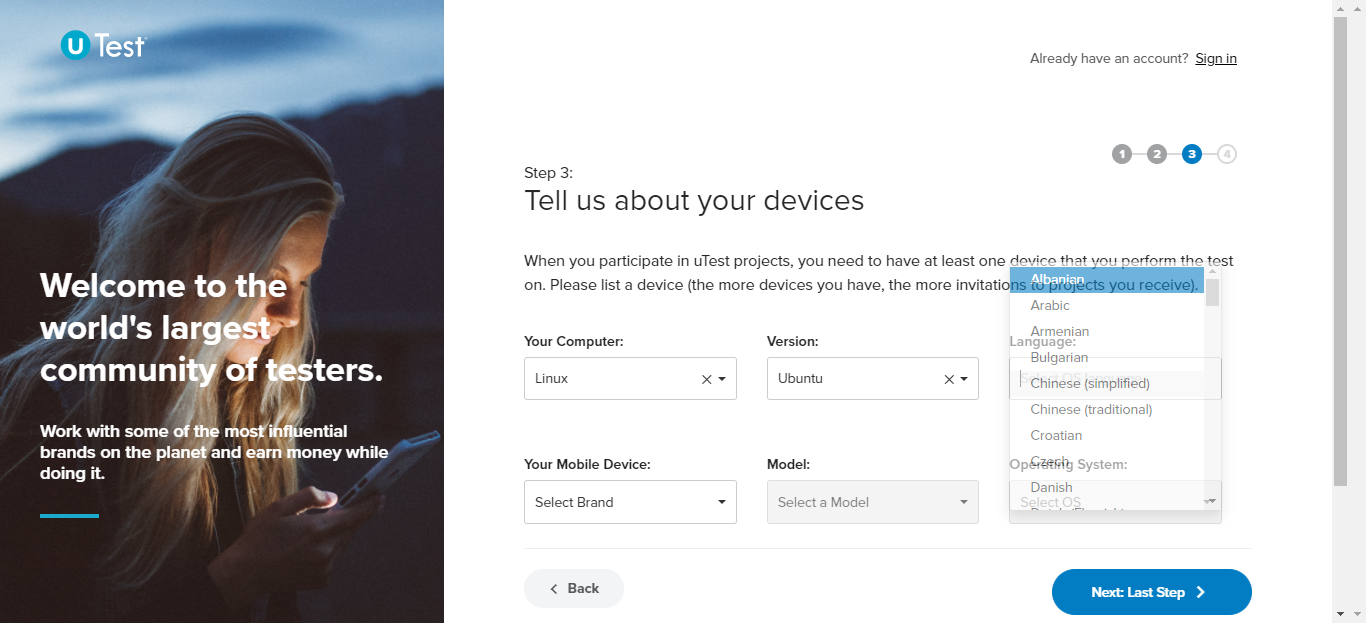 uTest
Already have an account? Sign in
1 2 3 4
Step 3:
Tell us about your devices
When you participate in uTest projects, you need to have at least one device that you perform the test
on. Please list a device (the more devices you have, the more invitations to projects you receive).
Welcome to the
world's largest
community of testers.
Work with some of the most influential
brands on the planet and earn money while
doing it.
Your Computer:
Linux
Version:
Ubuntu
Language:
Select OS language
Albanian
Arabic
Armenian
Bulgarian
Chinese (simplified)
Chinese (traditional)
Croatian
Czech
Danish
Your Mobile Device:
Select Brand
Model:
Select a Model
Operating System:
Select OS
Back
Next: Last Step